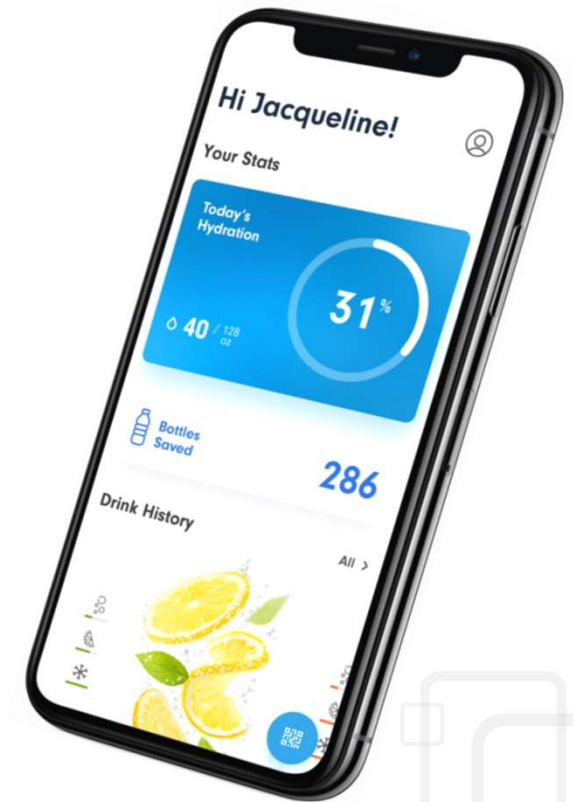 Hi Jacqueline!
Your Stats
Today's
Hydration
31%
40 / 128
oz
Bottles
Saved
286
Drink History
All >